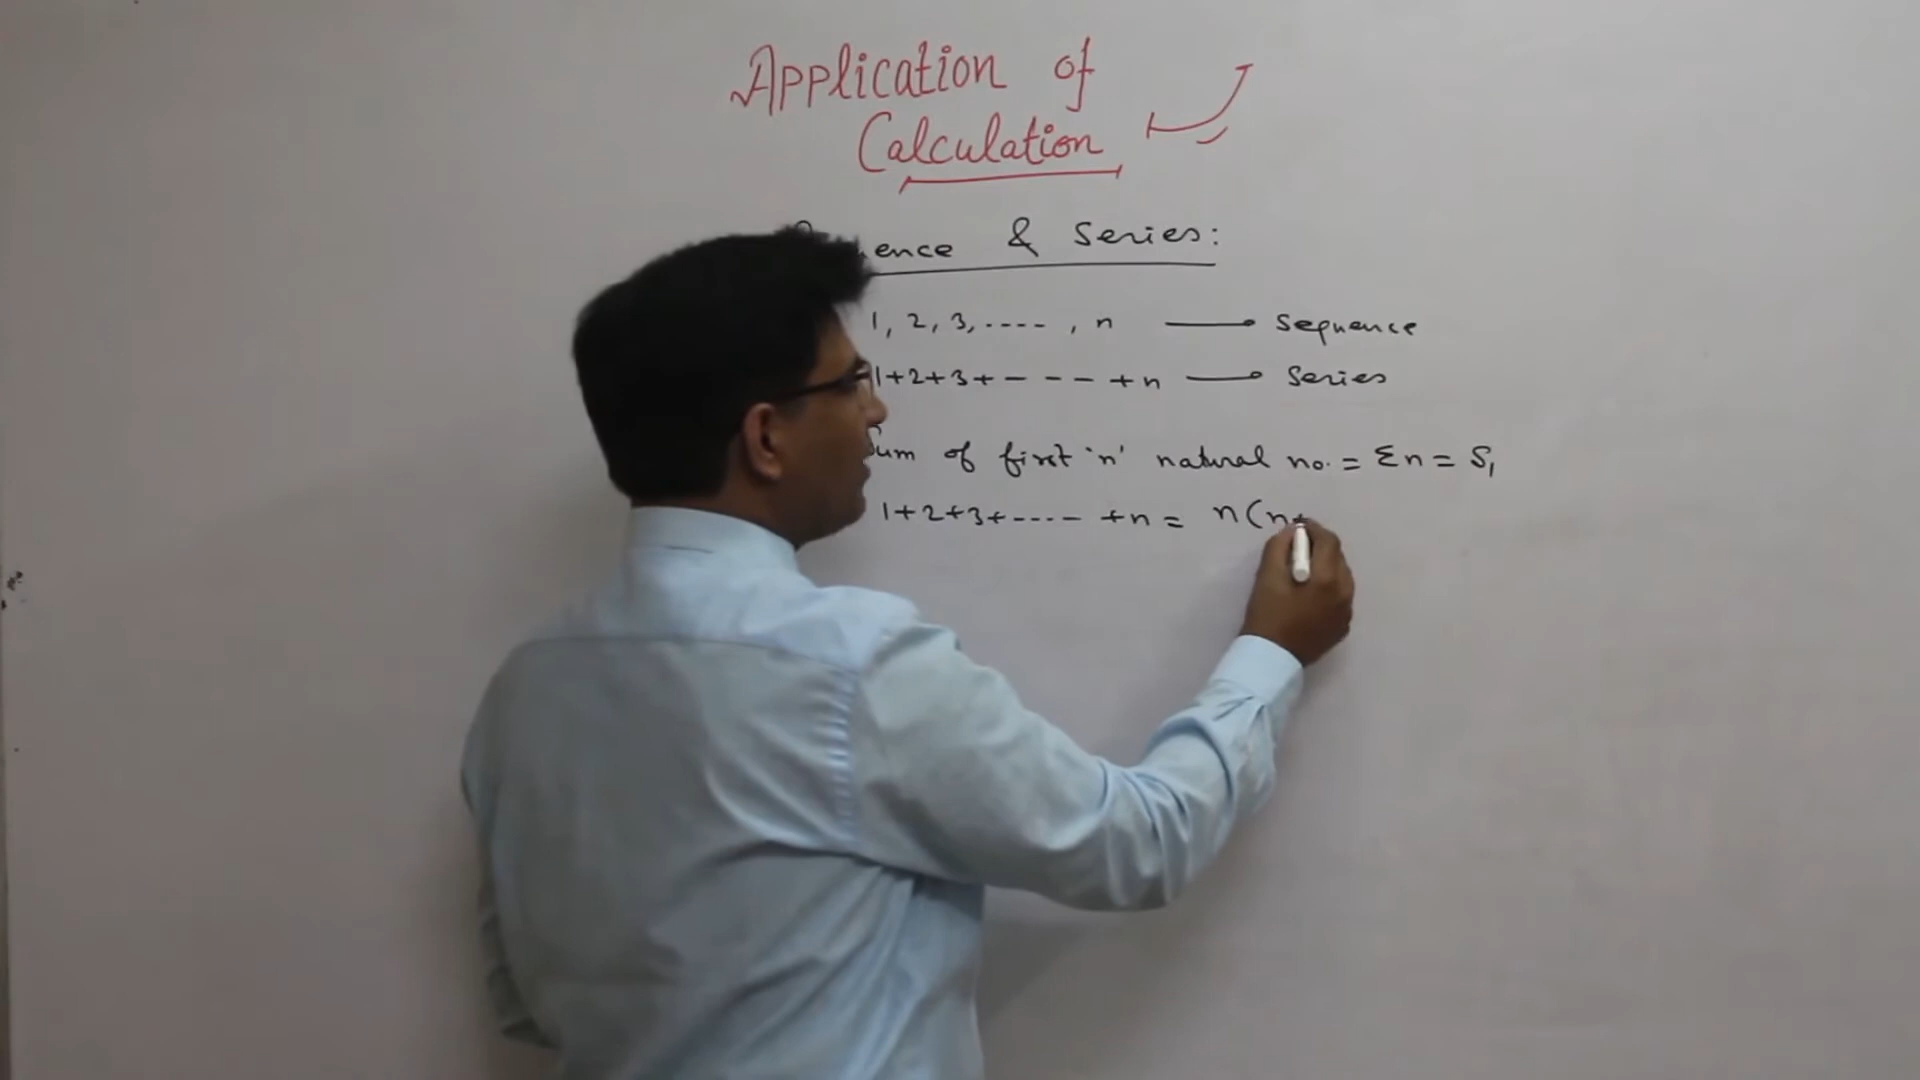 Application of
Calculation
ence & Series:
1, 2, 3, ---- , n → Sequence
1+2+3+ - - - - +n → Series
Sum of first 'n' natural no. = Σn = S₁
1+2+3+ ---- +n = n(n+